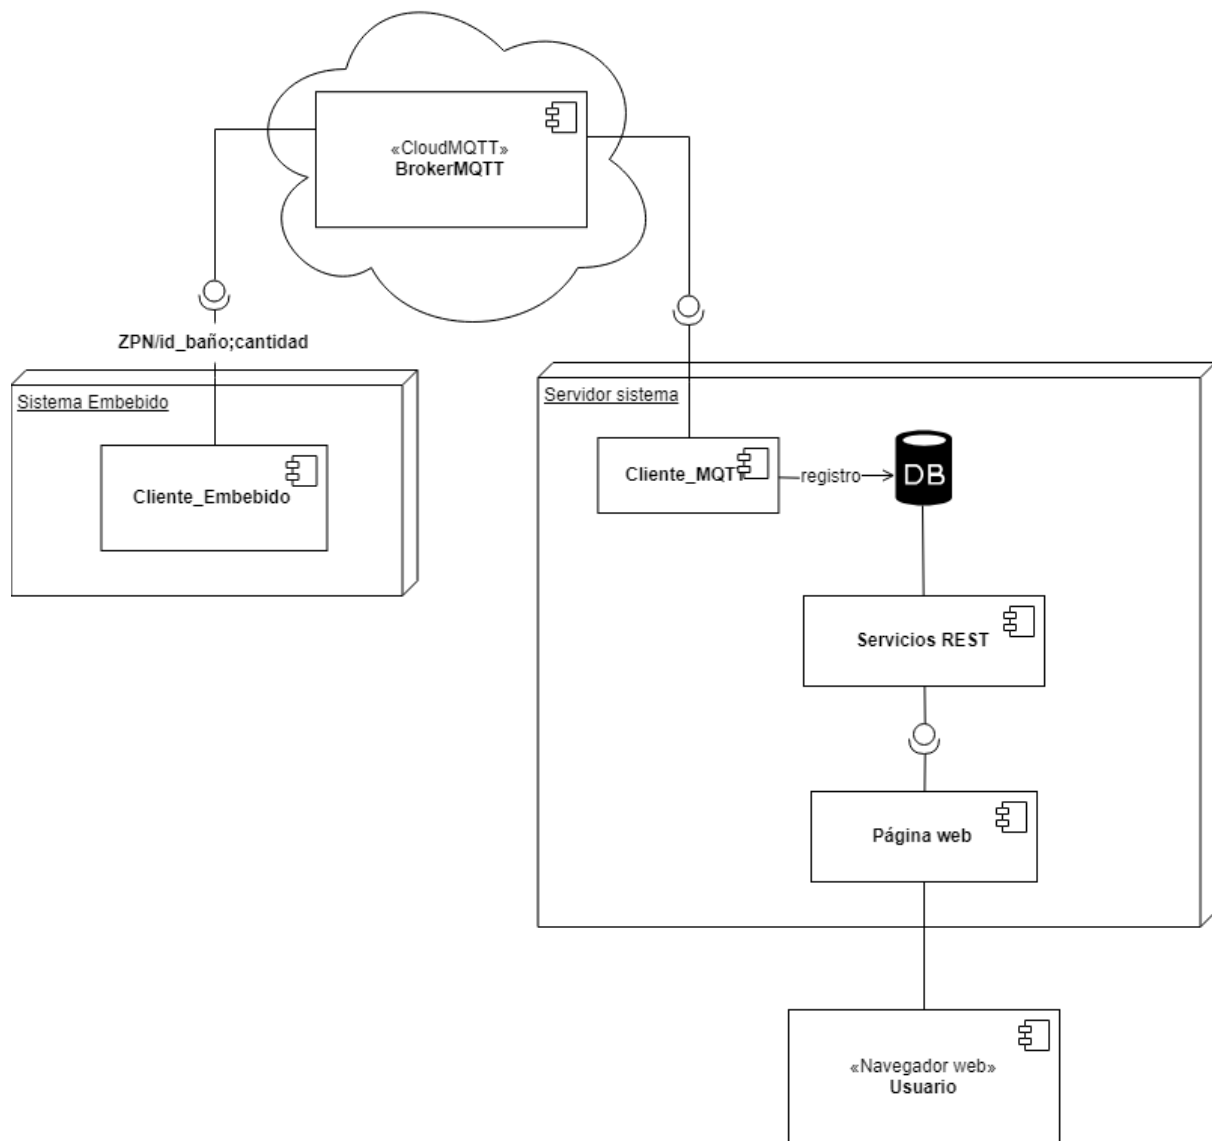 «CloudMQTT»
BrokerMQTT
ZPN/id_baño;cantidad
Sistema Embebido
Cliente_Embebido
Servidor sistema
Cliente_MQTT
registro
DB
Servicios REST
Página web
«Navegador web»
Usuario